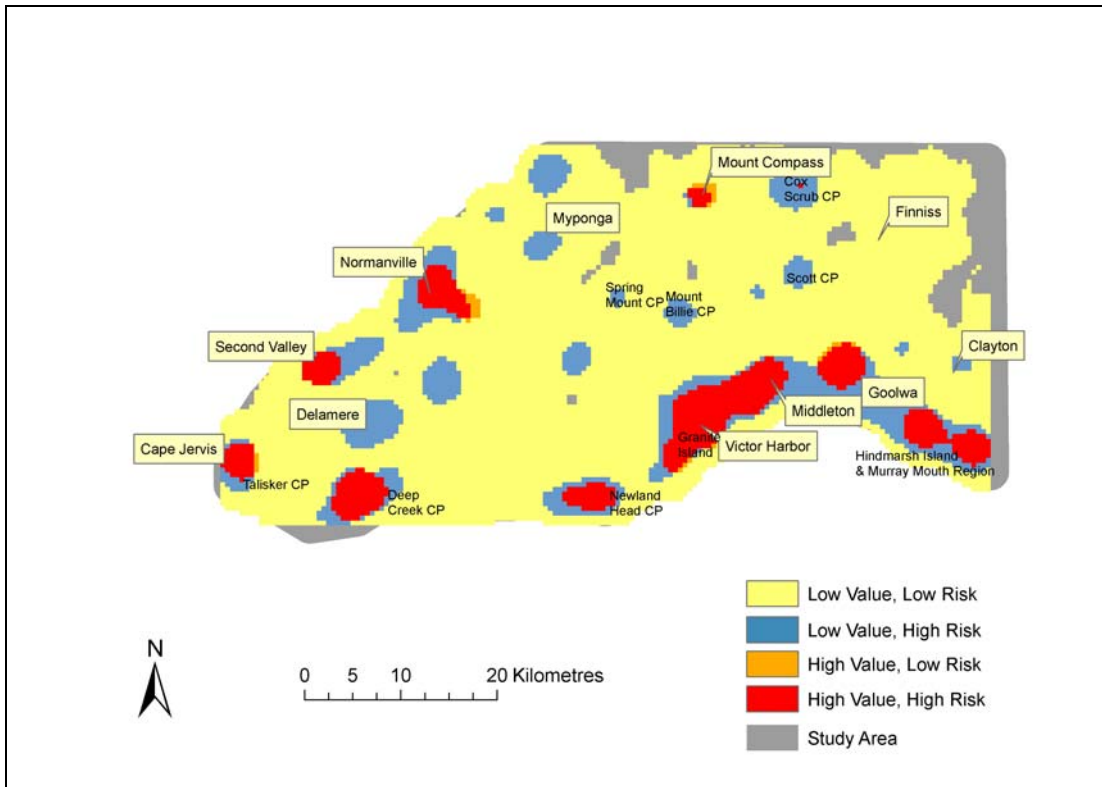 Mount Compass
Cox
Scrub CP
Myponga
Finniss
Normanville
Scott CP
Spring
Mount CP
Mount
Billie CP
Second Valley
Clayton
Delamere
Goolwa
Middleton
Granite
Island
Victor Harbor
Cape Jervis
Hindmarsh Island
& Murray Mouth Region
Talisker CP
Deep
Creek CP
Newland
Head CP
Low Value, Low Risk
Low Value, High Risk
High Value, Low Risk
High Value, High Risk
Study Area
N
0 5 10 20 Kilometres